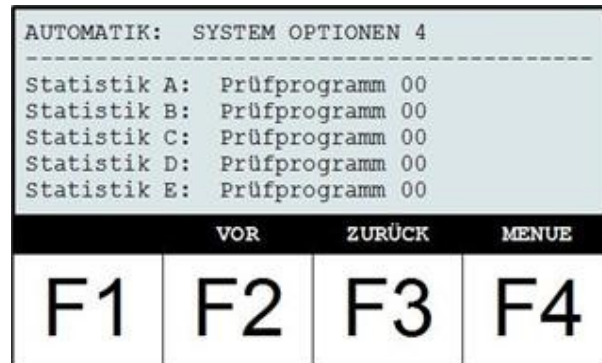 AUTOMATIK: SYSTEM OPTIONEN 4
--------------------------------------------
Statistik A: Prüfprogramm 00
Statistik B: Prüfprogramm 00
Statistik C: Prüfprogramm 00
Statistik D: Prüfprogramm 00
Statistik E: Prüfprogramm 00
VOR ZURÜCK MENUE
F1 F2 F3 F4